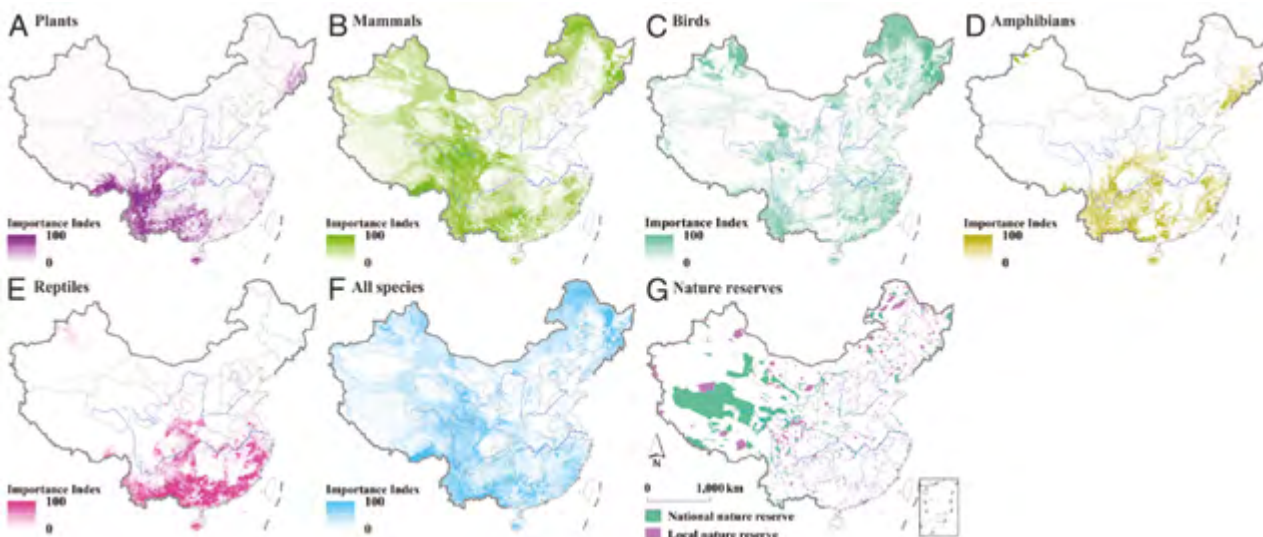 A Plants
B Mammals
C Birds
D Amphibians
Importance Index
100
0
Importance Index
100
0
Importance Index
100
0
Importance Index
100
0
E Reptiles
F All species
G Nature reserves
Importance Index
100
0
Importance Index
100
0
N
0 1,000 km
National nature reserve
Local nature reserve